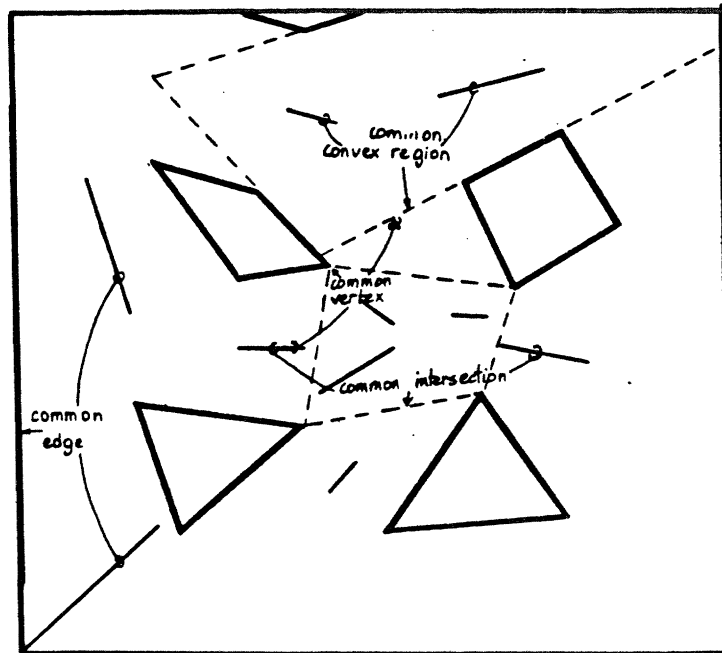 common
convex region
common
vertex
common intersection
common
edge